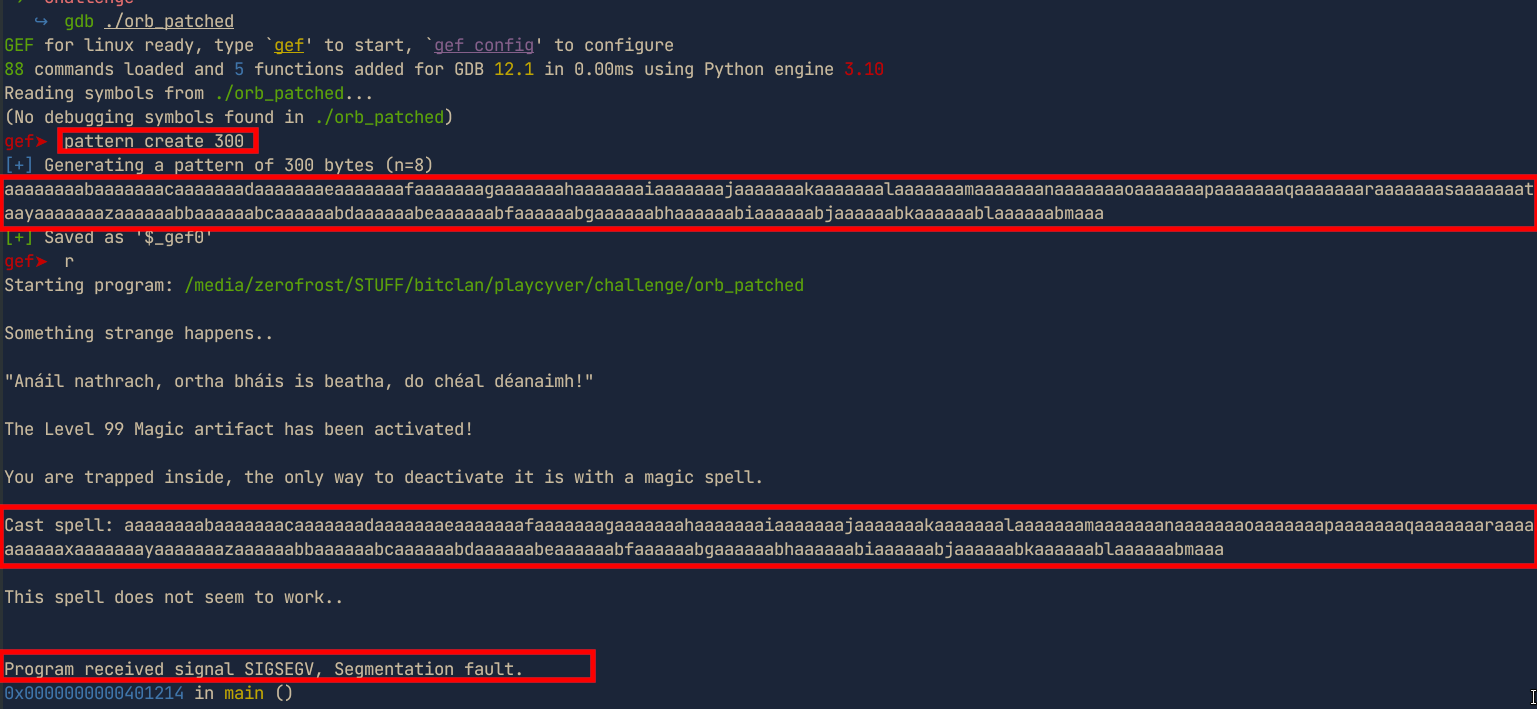 ↪ gdb ./orb_patched
GEF for linux ready, type `gef' to start, `gef config' to configure
88 commands loaded and 5 functions added for GDB 12.1 in 0.00ms using Python engine 3.10
Reading symbols from ./orb_patched...
(No debugging symbols found in ./orb_patched)
gef➤ pattern create 300
[+] Generating a pattern of 300 bytes (n=8)
aaaaaaaabaaaaaaacaaaaaaadaaaaaaaeaaaaaaafaaaaaaagaaaaaaahaaaaaaaiaaaaaaajaaaaaaakaaaaaaalaaaaaaamaaaaaaanaaaaaaaoaaaaaaapaaaaaaaqaaaaaaaraaaaaaasaaaaaaat
aayaaaaaaazaaaaaabbaaaaaabcaaaaaabdaaaaaabeaaaaaabfaaaaaabgaaaaaabhaaaaaabiaaaaaabjaaaaaabkaaaaaablaaaaaabmaaa
[+] Saved as '$_gef0'
gef➤ r
Starting program: /media/zerofrost/STUFF/bitclan/playcyver/challenge/orb_patched
Something strange happens..
"Anáil nathrach, ortha bháis is beatha, do chéal déanaimh!"
The Level 99 Magic artifact has been activated!
You are trapped inside, the only way to deactivate it is with a magic spell.
Cast spell: aaaaaaaabaaaaaaacaaaaaaadaaaaaaaeaaaaaaafaaaaaaagaaaaaaahaaaaaaaiaaaaaaajaaaaaaakaaaaaaalaaaaaaamaaaaaaanaaaaaaaoaaaaaaapaaaaaaaqaaaaaaaraaaa
aaaaaaxaaaaaaayaaaaaaazaaaaaabbaaaaaabcaaaaaabdaaaaaabeaaaaaabfaaaaaabgaaaaaabhaaaaaabiaaaaaabjaaaaaabkaaaaaablaaaaaabmaaa
This spell does not seem to work..
Program received signal SIGSEGV, Segmentation fault.
0x0000000000401214 in main ()